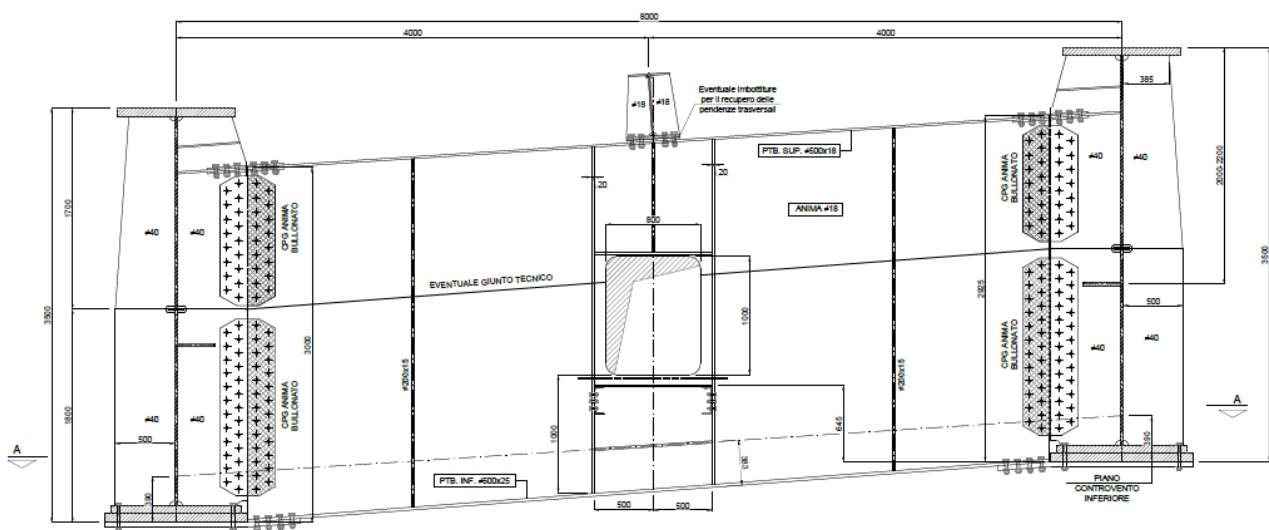 8000
4000
4000
385
≠18
≠18
Eventuale imbottiture
per il recupero delle
pendenze trasversali
PTB. SUP. ≠500x18
20
20
ANIMA ≠18
CPG ANIMA
BULLONATO
CPG ANIMA
BULLONATO
≠40
≠40
≠40
≠40
2000-2200
3500
1700
3500
800
EVENTUALE GIUNTO TECNICO
1000
2925
3000
500
CPG ANIMA
BULLONATO
CPG ANIMA
BULLONATO
≠40
≠40
≠40
≠40
≠200x15
≠200x15
1800
1000
645
500
A
A
390
390
383
PTB. INF. ≠500x25
500
500
PIANO
CONTROVENTO
INFERIORE